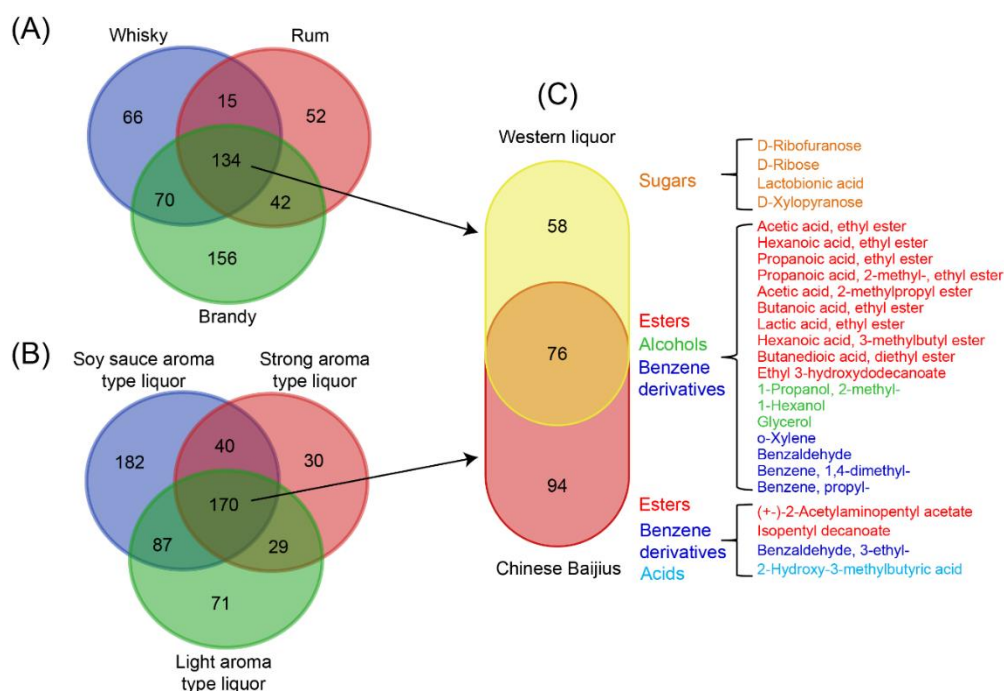 (A)
Whisky
Rum
66
15
52
134
70
42
156
Brandy
(B)
Soy sauce aroma
type liquor
Strong aroma
type liquor
182
40
30
170
87
29
71
Light aroma
type liquor
(C)
Western liquor
58
76
94
Chinese Baijius
Sugars
D-Ribofuranose
D-Ribose
Lactobionic acid
D-Xylopyranose
Esters
Alcohols
Benzene
derivatives
Acetic acid, ethyl ester
Hexanoic acid, ethyl ester
Propanoic acid, ethyl ester
Propanoic acid, 2-methyl-, ethyl ester
Acetic acid, 2-methylpropyl ester
Butanoic acid, ethyl ester
Lactic acid, ethyl ester
Hexanoic acid, 3-methylbutyl ester
Butanedioic acid, diethyl ester
Ethyl 3-hydroxydodecanoate
1-Propanol, 2-methyl-
1-Hexanol
Glycerol
o-Xylene
Benzaldehyde
Benzene, 1,4-dimethyl-
Benzene, propyl-
Esters
Benzene
derivatives
Acids
(+-)-2-Acetylaminopentyl acetate
Isopentyl decanoate
Benzaldehyde, 3-ethyl-
2-Hydroxy-3-methylbutyric acid